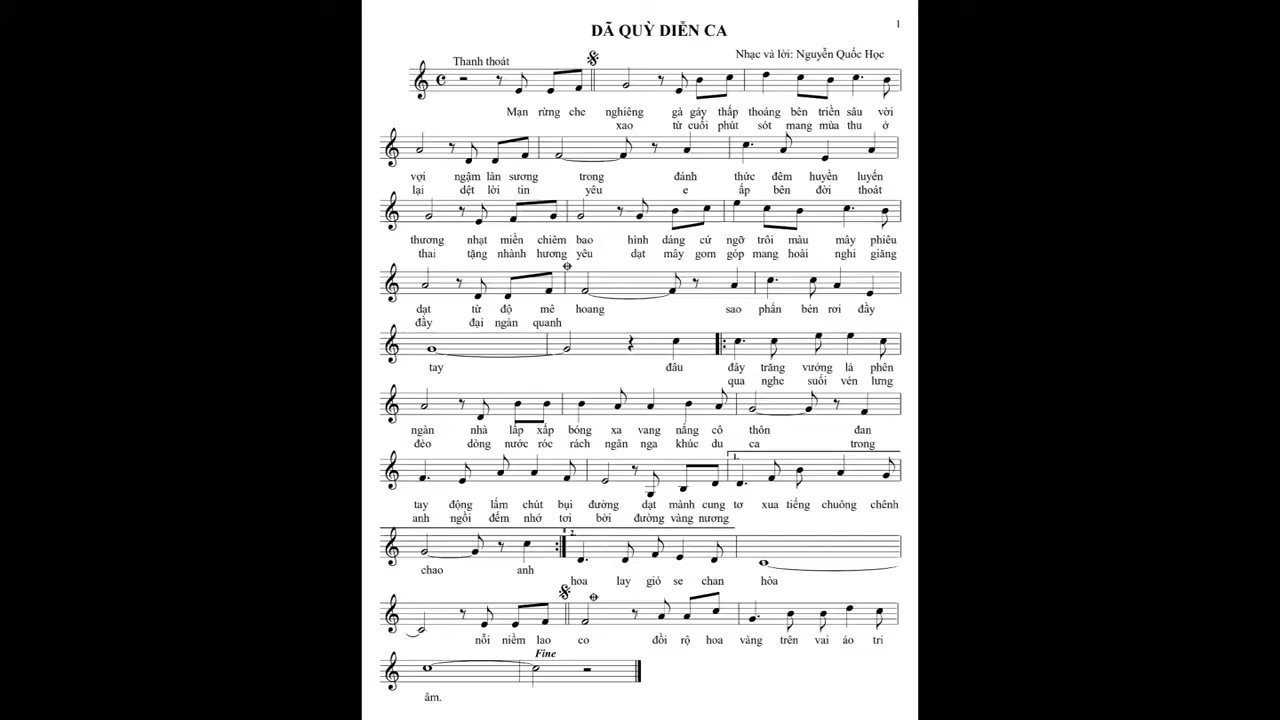 1
DÃ QUỲ DIỄN CA
Nhạc và lời: Nguyễn Quốc Học
Thanh thoát
Mạn rừng che nghiêng gà gáy thấp thoáng bên triền sâu vời
xao từ cuối phút sót mang mùa thu ở
vợi ngậm làn sương trong đánh thức đêm huyền luyến
lại dệt lời tin yêu e ấp bên đời thoát
thương nhạt miền chiêm bao hình dáng cứ ngỡ trôi màu mây phiêu
thai tặng nhành hương yêu dạt mây gom góp mang hoài nghi giăng
dạt từ độ mê hoang sao phấn bén rơi đầy
đầy đại ngàn quanh
tay đâu đây trăng vướng lá phên
qua nghe suối vén lưng
ngàn nhà lấp xấp bóng xa vang nắng cô thôn đan
đèo dòng nước róc rách ngân nga khúc du ca trong
1.
tay động lấm chút bụi đường dạt mành cung tơ xua tiếng chuông chênh
anh ngồi đếm nhớ tơi bời đường vàng nương
2.
chao anh
hoa lay gió se chan hòa
nỗi niềm lao co đồi rộ hoa vàng trên vai áo tri
Fine
âm.